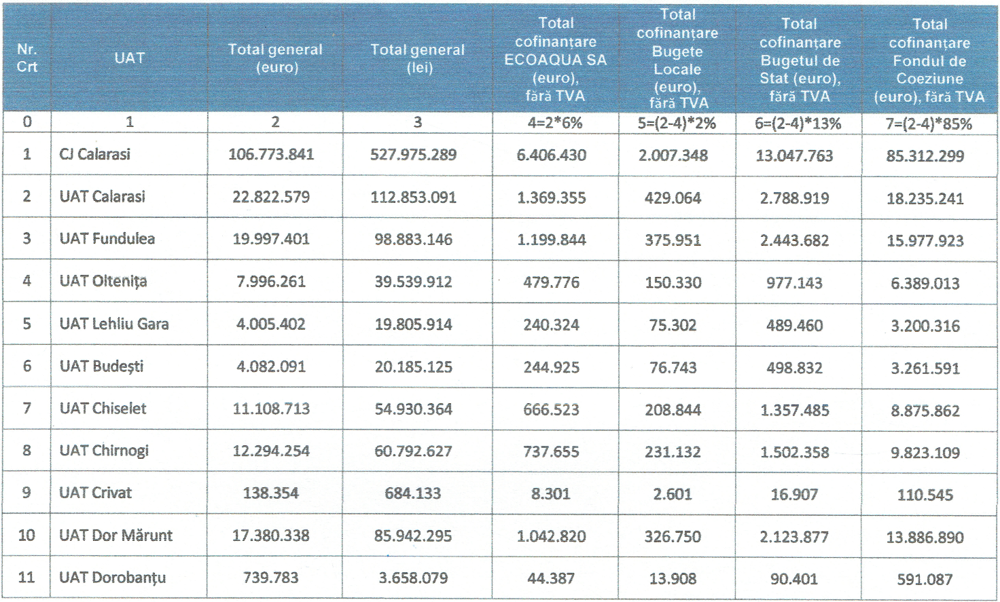 Nr. Crt | UAT | Total general (euro) | Total general (lei) | Total cofinanțare ECOAQUA SA (euro), fără TVA | Total cofinanțare Bugete Locale (euro), fără TVA | Total cofinanțare Bugetul de Stat (euro), fără TVA | Total cofinanțare Fondul de Coeziune (euro), fără TVA
0 | 1 | 2 | 3 | 4=2*6% | 5=(2-4)*2% | 6=(2-4)*13% | 7=(2-4)*85%
1 | CJ Calarasi | 106.773.841 | 527.975.289 | 6.406.430 | 2.007.348 | 13.047.763 | 85.312.299
2 | UAT Calarasi | 22.822.579 | 112.853.091 | 1.369.355 | 429.064 | 2.788.919 | 18.235.241
3 | UAT Fundulea | 19.997.401 | 98.883.146 | 1.199.844 | 375.951 | 2.443.682 | 15.977.923
4 | UAT Oltenița | 7.996.261 | 39.539.912 | 479.776 | 150.330 | 977.143 | 6.389.013
5 | UAT Lehliu Gara | 4.005.402 | 19.805.914 | 240.324 | 75.302 | 489.460 | 3.200.316
6 | UAT Budești | 4.082.091 | 20.185.125 | 244.925 | 76.743 | 498.832 | 3.261.591
7 | UAT Chiselet | 11.108.713 | 54.930.364 | 666.523 | 208.844 | 1.357.485 | 8.875.862
8 | UAT Chirnogi | 12.294.254 | 60.792.627 | 737.655 | 231.132 | 1.502.358 | 9.823.109
9 | UAT Crivat | 138.354 | 684.133 | 8.301 | 2.601 | 16.907 | 110.545
10 | UAT Dor Mărunt | 17.380.338 | 85.942.295 | 1.042.820 | 326.750 | 2.123.877 | 13.886.890
11 | UAT Dorobanțu | 739.783 | 3.658.079 | 44.387 | 13.908 | 90.401 | 591.087